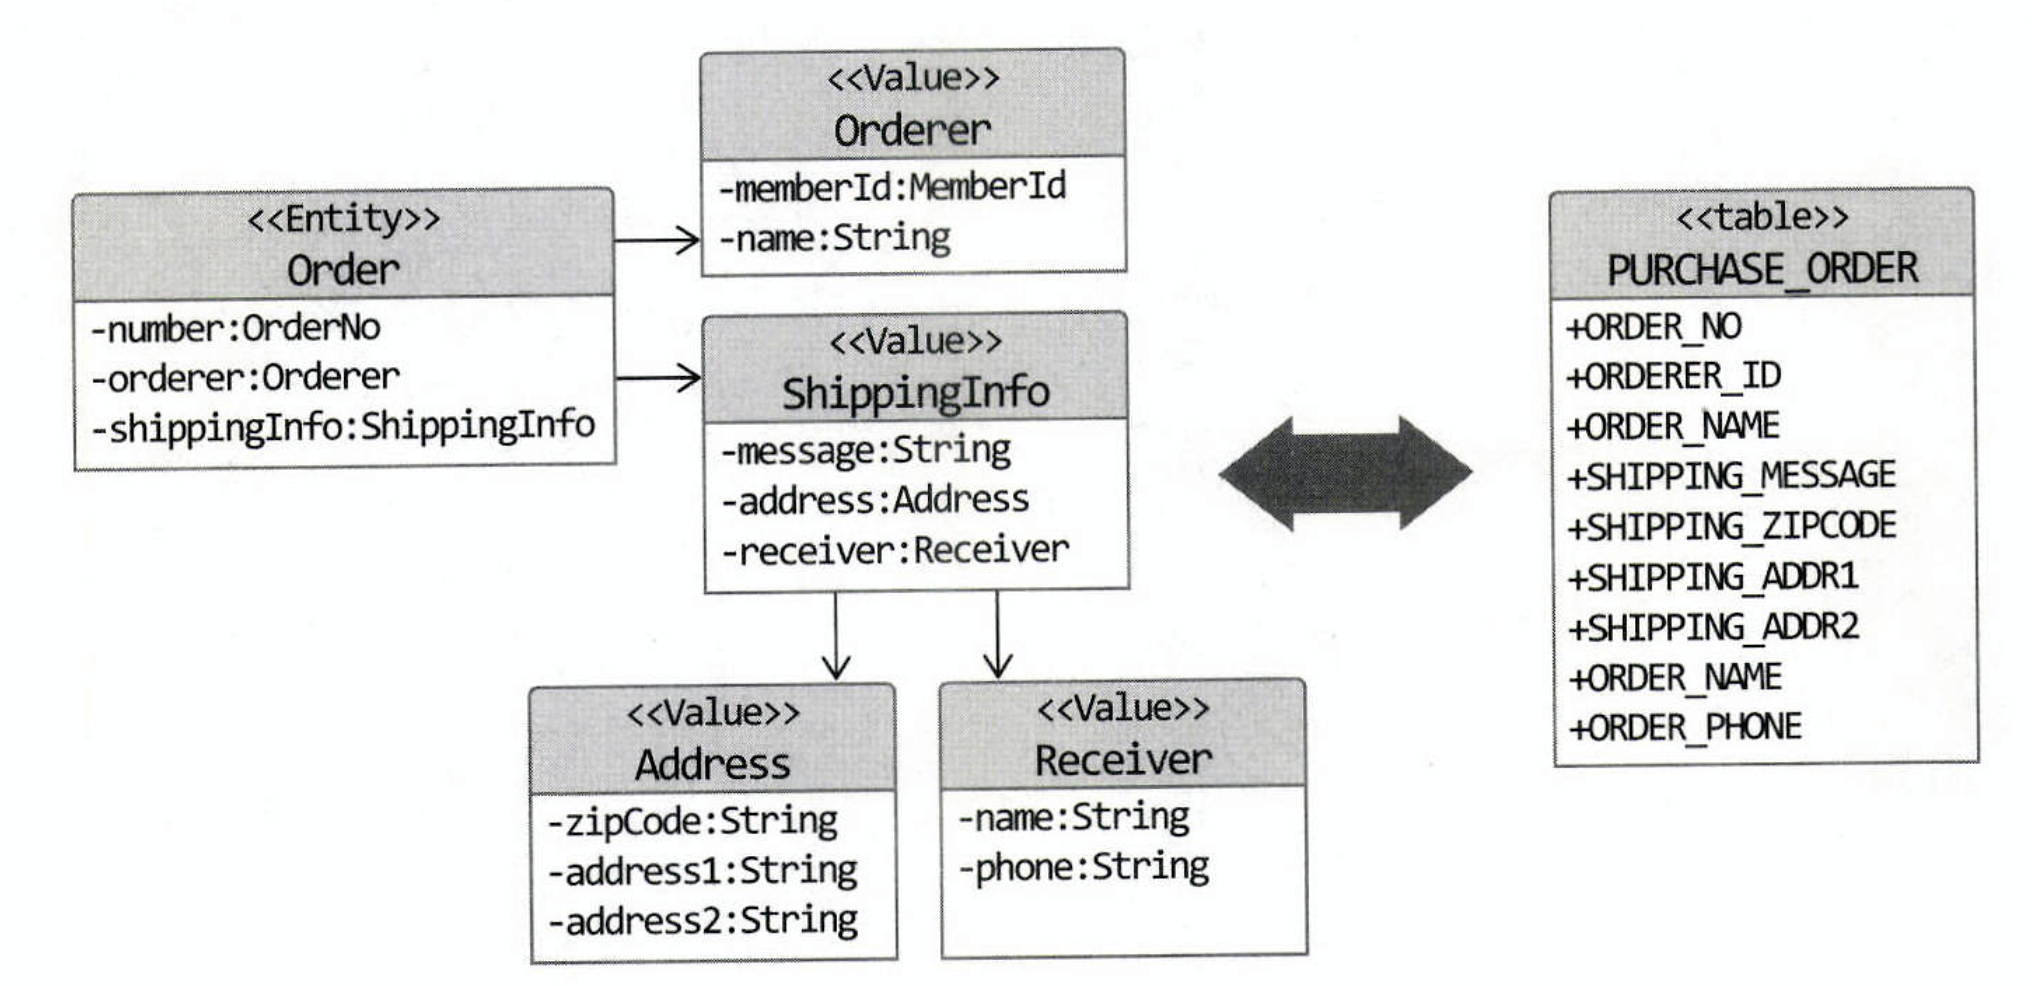 <<Entity>>
Order
-number:OrderNo
-orderer:Orderer
-shippingInfo:ShippingInfo
<<Value>>
Orderer
-memberId:MemberId
-name:String
<<Value>>
ShippingInfo
-message:String
-address:Address
-receiver:Receiver
<<Value>>
Address
-zipCode:String
-address1:String
-address2:String
<<Value>>
Receiver
-name:String
-phone:String
<<table>>
PURCHASE_ORDER
+ORDER_NO
+ORDERER_ID
+ORDER_NAME
+SHIPPING_MESSAGE
+SHIPPING_ZIPCODE
+SHIPPING_ADDR1
+SHIPPING_ADDR2
+ORDER_NAME
+ORDER_PHONE